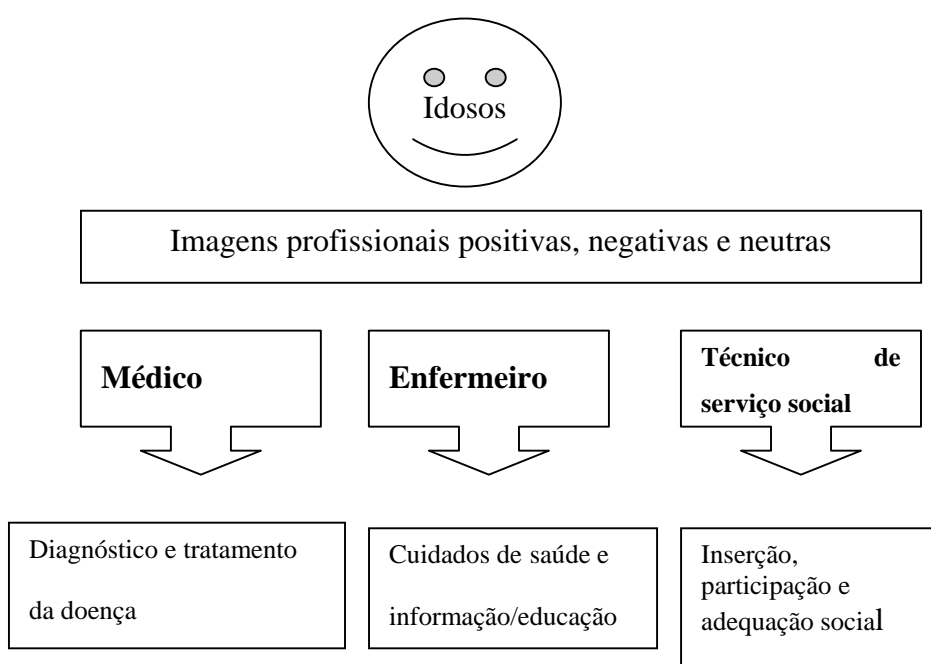 Idosos
Imagens profissionais positivas, negativas e neutras
Médico
Enfermeiro
Técnico de
serviço social
Diagnóstico e tratamento
da doença
Cuidados de saúde e
informação/educação
Inserção,
participação e
adequação social